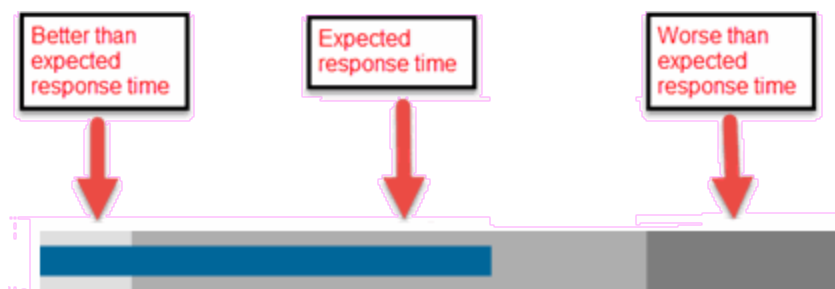 Better than
expected
response time
Expected
response time
Worse than
expected
response time